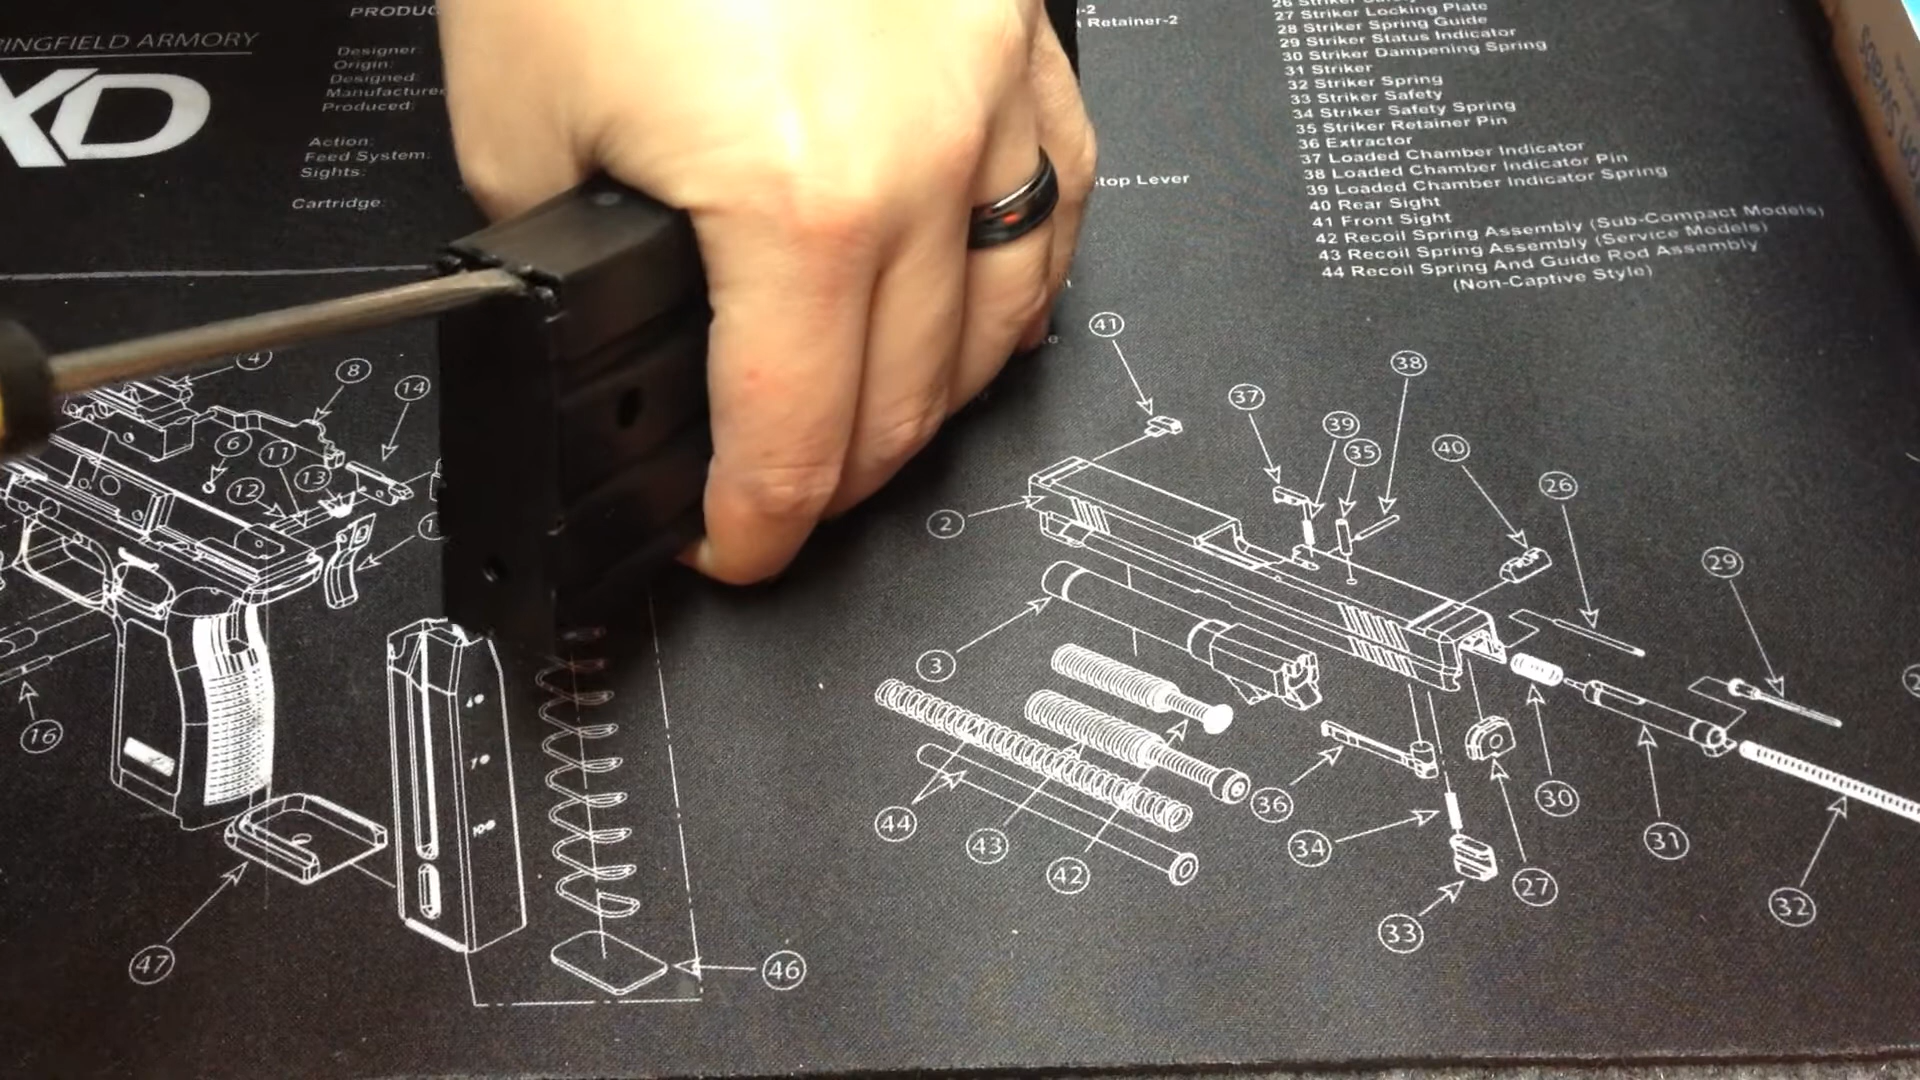 PRODUC
RINGFIELD ARMORY
XD
Designer:
Origin:
Designed:
Manufacture
Produced:
Action:
Feed System:
Sights:
Cartridge:
-2
Retainer-2
Stop Lever
26 Striker Safety
27 Striker Locking Plate
28 Striker Spring Guide
29 Striker Status Indicator
30 Striker Dampening Spring
31 Striker
32 Striker Spring
33 Striker Safety
34 Striker Safety Spring
35 Striker Retainer Pin
36 Extractor
37 Loaded Chamber Indicator
38 Loaded Chamber Indicator Pin
39 Loaded Chamber Indicator Spring
40 Rear Sight
41 Front Sight
42 Recoil Spring Assembly (Sub-Compact Models)
43 Recoil Spring Assembly (Service Models)
44 Recoil Spring And Guide Rod Assembly
(Non-Captive Style)
Swabs
4
8
14
6
11
13
12
16
47
46
41
38
37
39
35
40
26
2
29
3
36
30
44
43
34
31
42
27
33
32